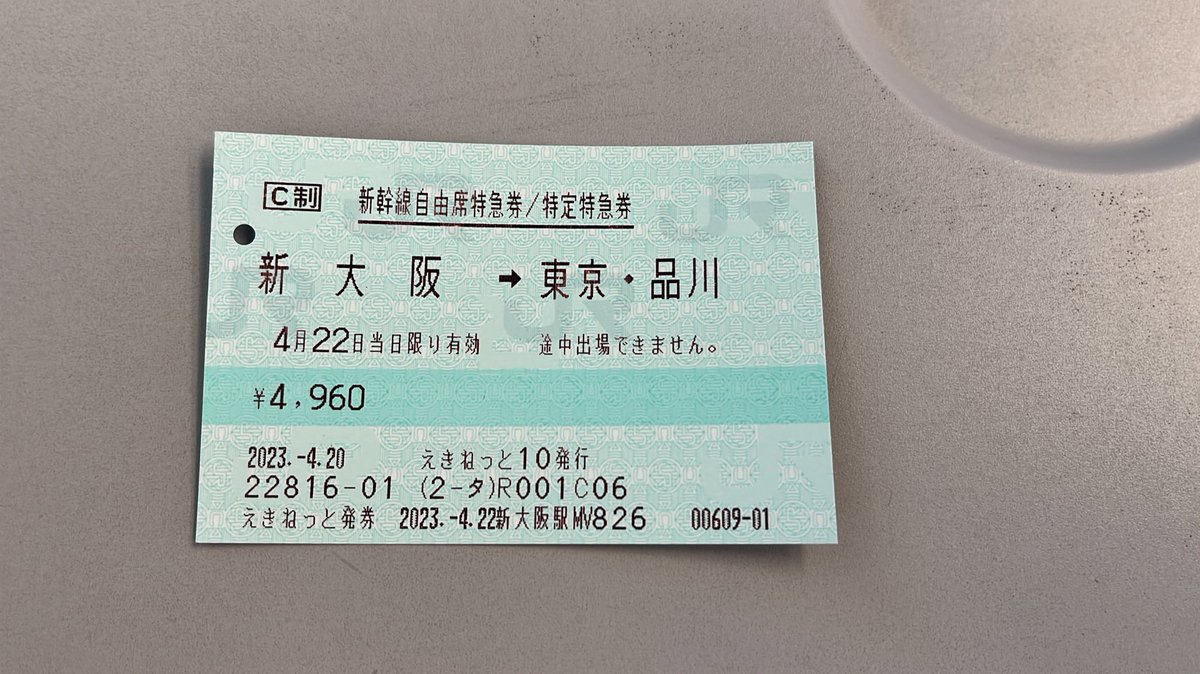 C制 新幹線自由席特急券/特定特急券
新大阪 → 東京・品川
4月22日当日限り有効 途中出場できません。
¥4,960
2023.-4.20 えきねっと10発行
22816-01 (2-タ)R001C06
えきねっと発券 2023.-4.22新大阪駅MV826 00609-01